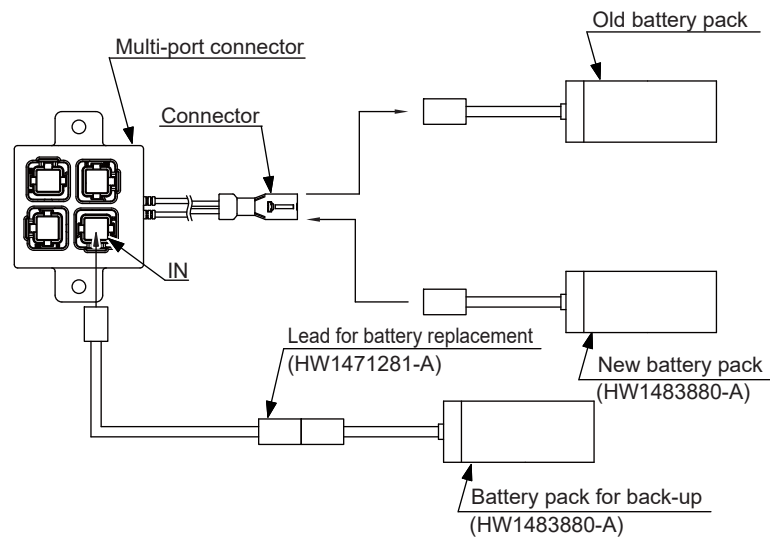 Old battery pack
Multi-port connector
Connector
IN
Lead for battery replacement
(HW1471281-A)
New battery pack
(HW1483880-A)
Battery pack for back-up
(HW1483880-A)